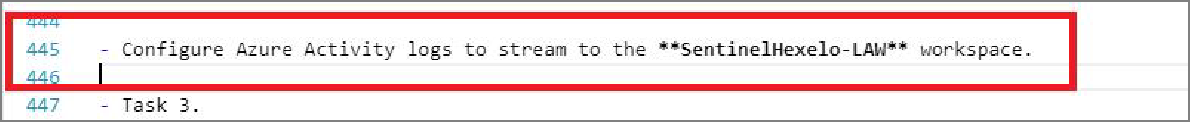 444
445 - Configure Azure Activity logs to stream to the **SentinelHexelo-LAW** workspace.
446
447 - Task 3.